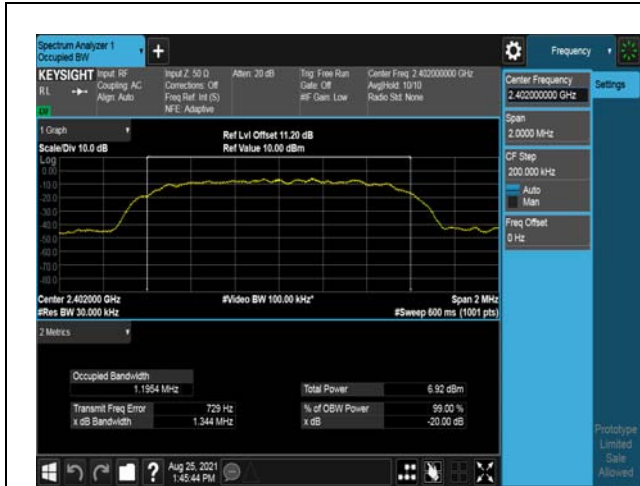 Spectrum Analyzer 1
Occupied BW
Frequency
KEYSIGHT
RL
Input: RF
Coupling: AC
Align: Auto
Input Z: 50 Ω
Corrections: Off
Freq Ref: Int (S)
NFE: Adaptive
Atten: 20 dB
Trig: Free Run
Gate: Off
#IF Gain: Low
Center Freq: 2.402000000 GHz
Avg|Hold: 10/10
Radio Std: None
Center Frequency
2.402000000 GHz
Settings
Span
2.0000 MHz
CF Step
200.000 kHz
Auto
Man
Freq Offset
0 Hz
1 Graph
Scale/Div 10.0 dB
Ref Lvl Offset 11.20 dB
Ref Value 10.00 dBm
Log
0.00
-10.0
-20.0
-30.0
-40.0
-50.0
-60.0
-70.0
-80.0
Center 2.402000 GHz
#Res BW 30.000 kHz
#Video BW 100.00 kHz*
Span 2 MHz
#Sweep 600 ms (1001 pts)
2 Metrics
Occupied Bandwidth
1.1954 MHz
Total Power 6.92 dBm
Transmit Freq Error 729 Hz
% of OBW Power 99.00 %
x dB Bandwidth 1.344 MHz
x dB -20.00 dB
Prototype
Limited
Sale
Allowed
Aug 25, 2021
1:45:44 PM